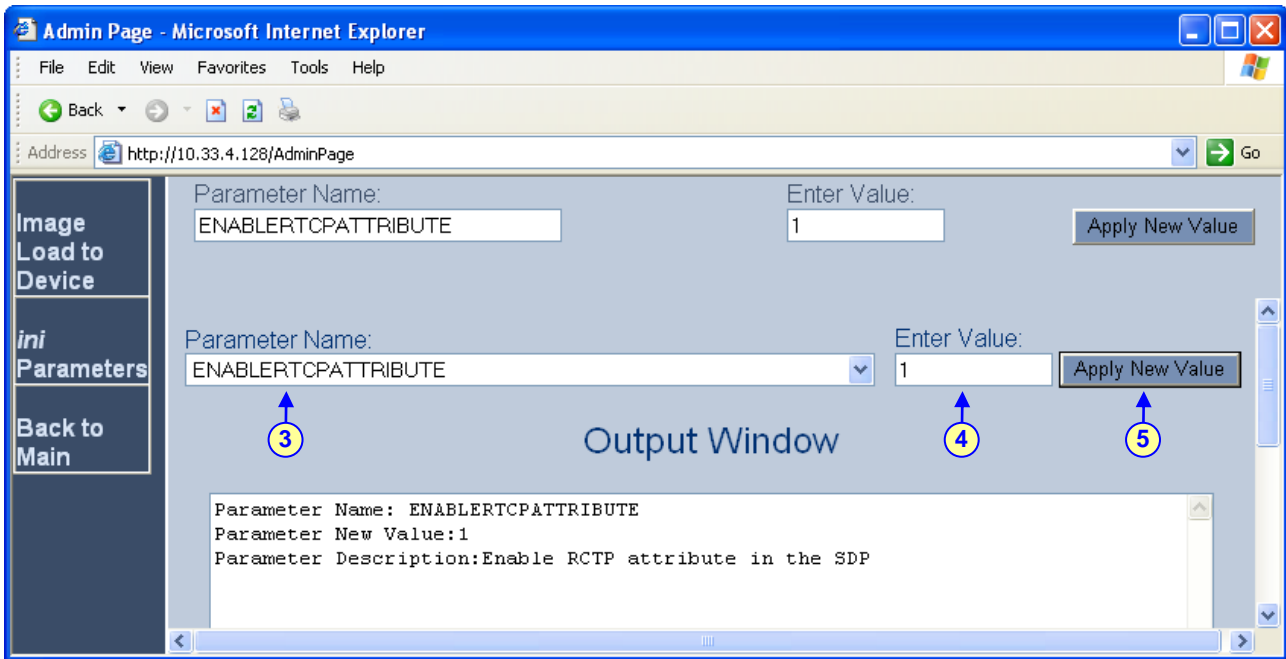 Admin Page - Microsoft Internet Explorer
File Edit View Favorites Tools Help
Back
Address http://10.33.4.128/AdminPage Go
Image
Load to
Device
ini
Parameters
Back to
Main
Parameter Name: Enter Value:
ENABLERTCPATTRIBUTE 1 Apply New Value
Parameter Name: Enter Value:
ENABLERTCPATTRIBUTE 1 Apply New Value
3 4 5
Output Window
Parameter Name: ENABLERTCPATTRIBUTE
Parameter New Value:1
Parameter Description:Enable RCTP attribute in the SDP